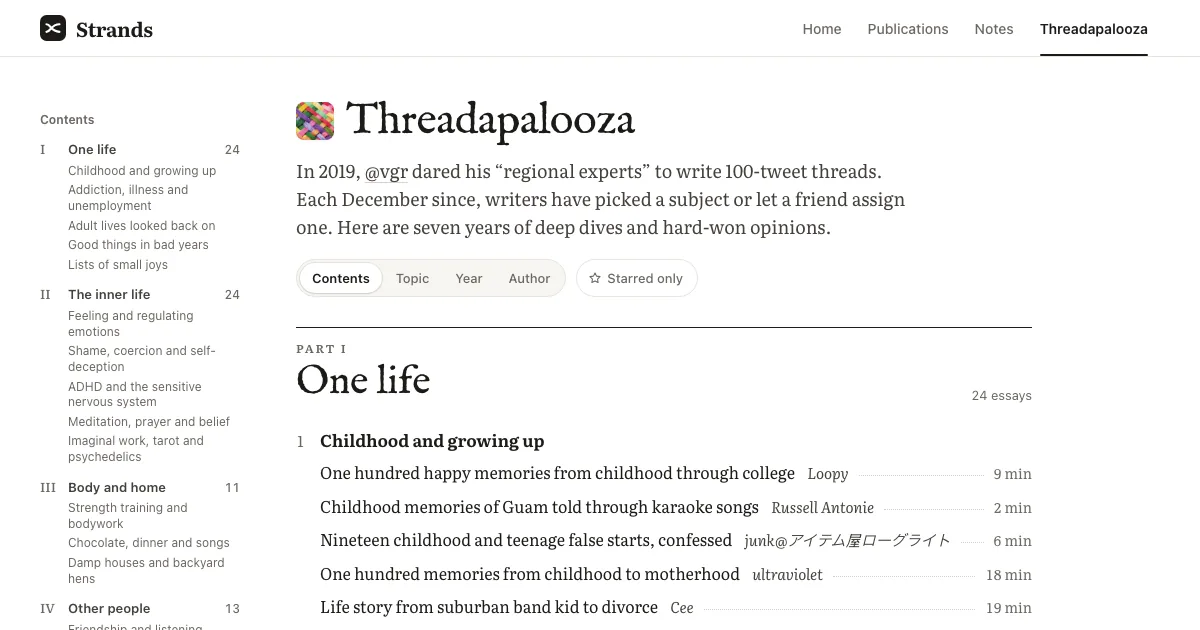 Strands
Home
Publications
Notes
Threadapalooza
Contents
I One life 24
Childhood and growing up
Addiction, illness and
unemployment
Adult lives looked back on
Good things in bad years
Lists of small joys
II The inner life 24
Feeling and regulating
emotions
Shame, coercion and self-
deception
ADHD and the sensitive
nervous system
Meditation, prayer and belief
Imaginal work, tarot and
psychedelics
III Body and home 11
Strength training and
bodywork
Chocolate, dinner and songs
Damp houses and backyard
hens
IV Other people 13
Friendship and listening
Threadapalooza
In 2019, @vgr dared his “regional experts” to write 100-tweet threads.
Each December since, writers have picked a subject or let a friend assign
one. Here are seven years of deep dives and hard-won opinions.
Contents
Topic
Year
Author
Starred only
PART I
One life
24 essays
1 Childhood and growing up
One hundred happy memories from childhood through college Loopy 9 min
Childhood memories of Guam told through karaoke songs Russell Antonie 2 min
Nineteen childhood and teenage false starts, confessed junk@アイテム屋ローグライト 6 min
One hundred memories from childhood to motherhood ultraviolet 18 min
Life story from suburban band kid to divorce Cee 19 min